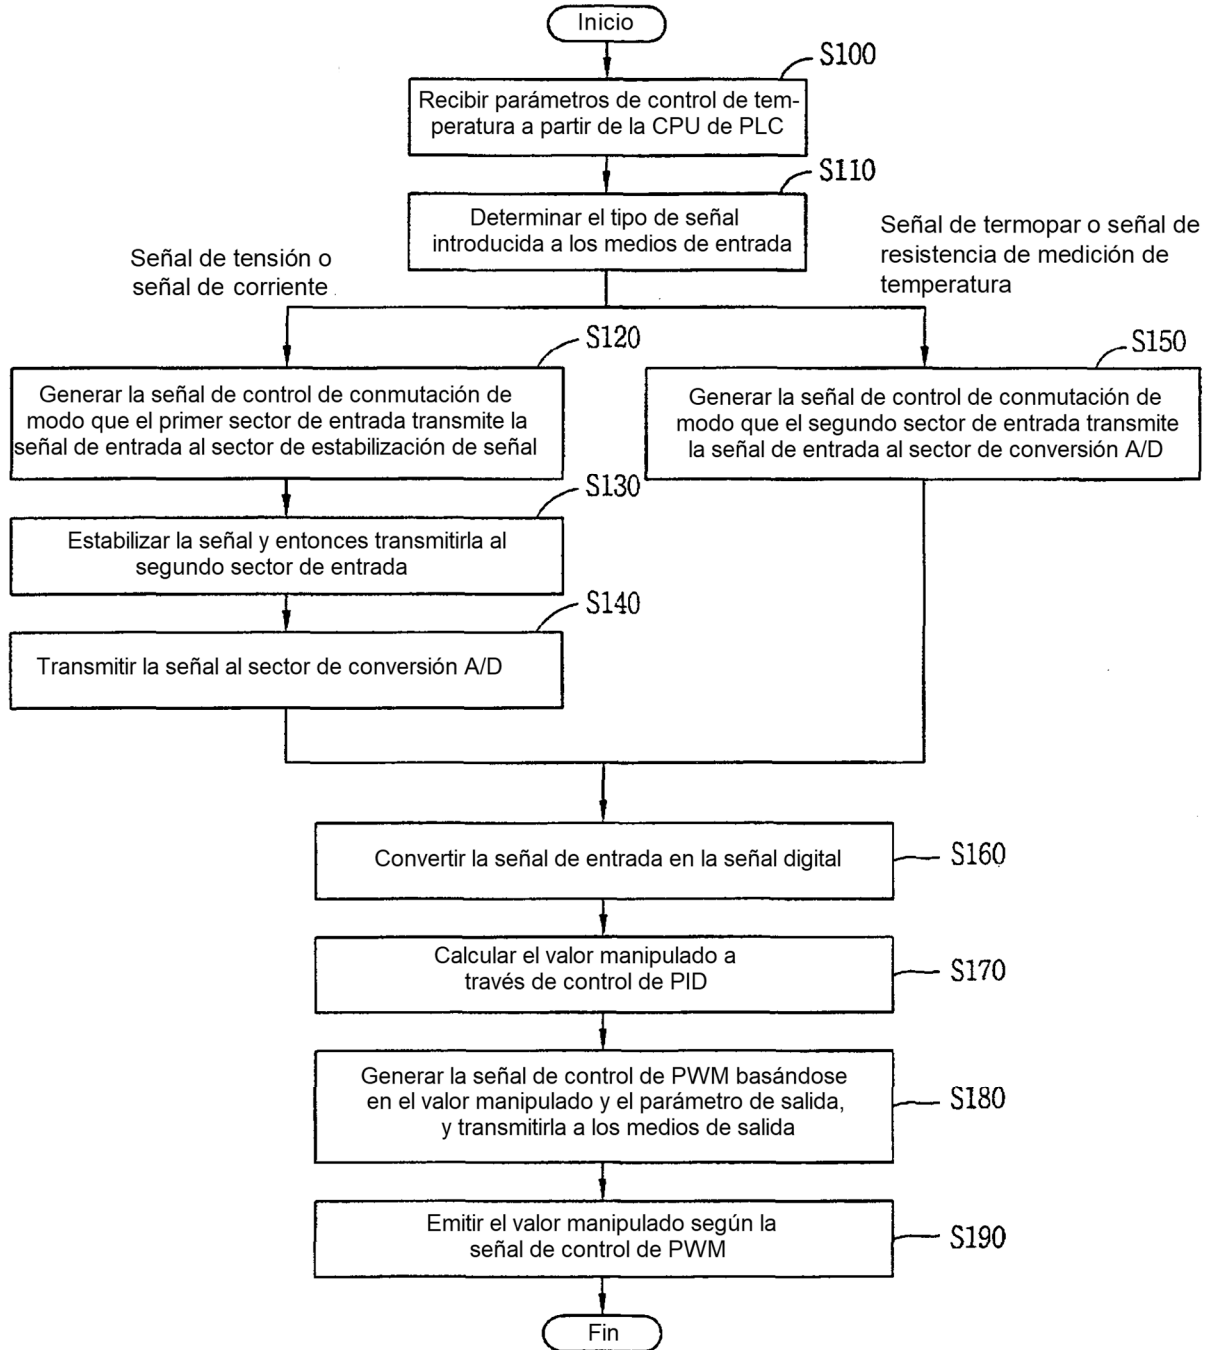 Inicio
S100
Recibir parámetros de control de tem-
peratura a partir de la CPU de PLC
S110
Determinar el tipo de señal
introducida a los medios de entrada
Señal de tensión o
señal de corriente
Señal de termopar o señal de
resistencia de medición de
temperatura
S120
Generar la señal de control de conmutación de
modo que el primer sector de entrada transmite la
señal de entrada al sector de estabilización de señal
S150
Generar la señal de control de conmutación de
modo que el segundo sector de entrada transmite
la señal de entrada al sector de conversión A/D
S130
Estabilizar la señal y entonces transmitirla al
segundo sector de entrada
S140
Transmitir la señal al sector de conversión A/D
Convertir la señal de entrada en la señal digital
S160
Calcular el valor manipulado a
través de control de PID
S170
Generar la señal de control de PWM basándose
en el valor manipulado y el parámetro de salida,
y transmitirla a los medios de salida
S180
Emitir el valor manipulado según la
señal de control de PWM
S190
Fin